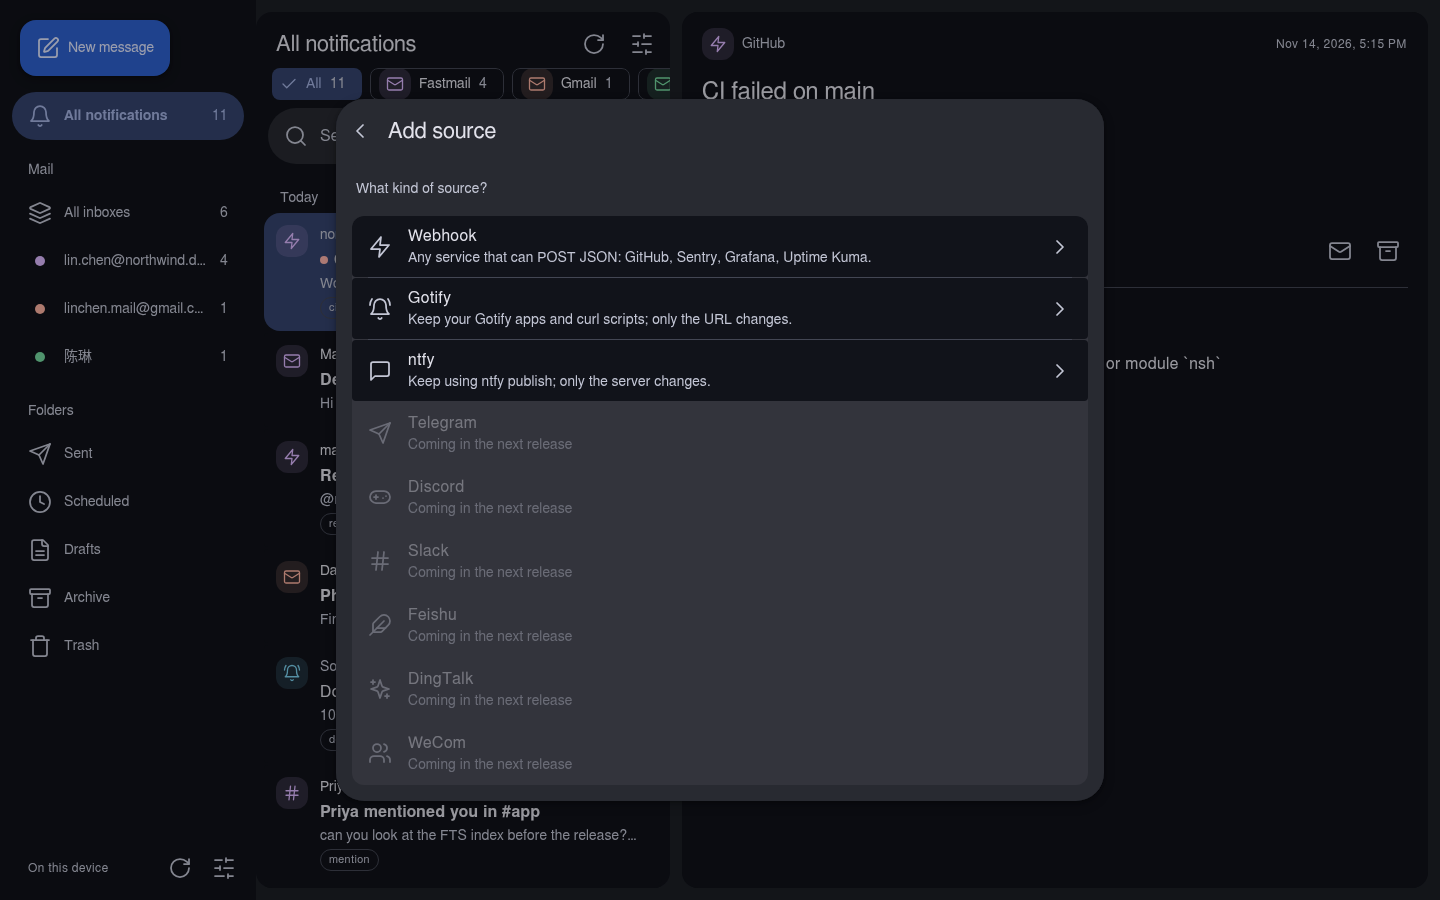 New message
All notifications 11
Mail
All inboxes 6
lin.chen@northwind.d... 4
linchen.mail@gmail.c... 1
陈琳 1
Folders
Sent
Scheduled
Drafts
Archive
Trash
On this device
All notifications
All 11
Fastmail 4
Gmail 1
Today
Priya mentioned you in #app
can you look at the FTS index before the release?...
mention
GitHub
Nov 14, 2026, 5:15 PM
CI failed on main
or module `nsh`
Add source
What kind of source?
Webhook
Any service that can POST JSON: GitHub, Sentry, Grafana, Uptime Kuma.
Gotify
Keep your Gotify apps and curl scripts; only the URL changes.
ntfy
Keep using ntfy publish; only the server changes.
Telegram
Coming in the next release
Discord
Coming in the next release
Slack
Coming in the next release
Feishu
Coming in the next release
DingTalk
Coming in the next release
WeCom
Coming in the next release